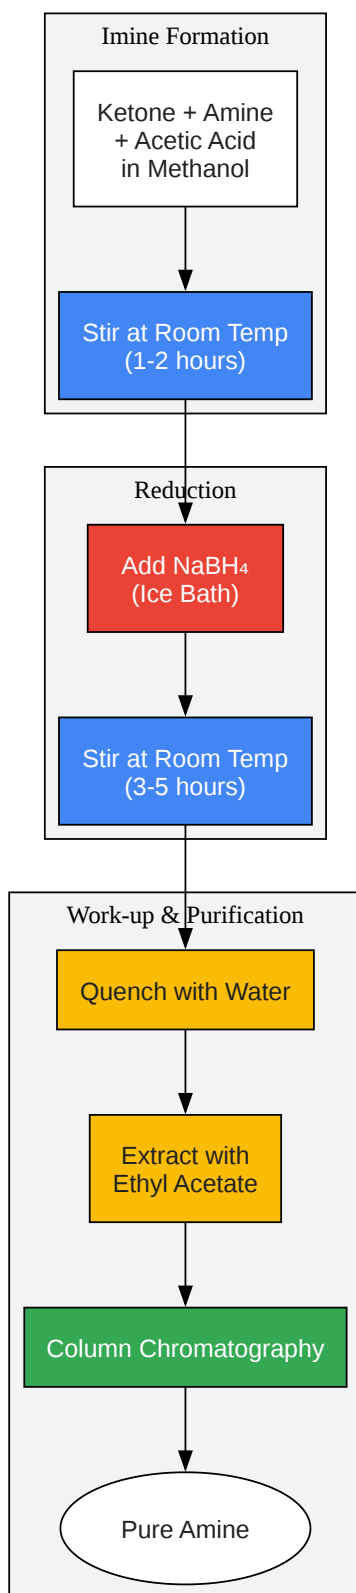 Imine Formation
Ketone + Amine
+ Acetic Acid
in Methanol
Stir at Room Temp
(1-2 hours)
Reduction
Add NaBH₄
(Ice Bath)
Stir at Room Temp
(3-5 hours)
Work-up & Purification
Quench with Water
Extract with
Ethyl Acetate
Column Chromatography
Pure Amine